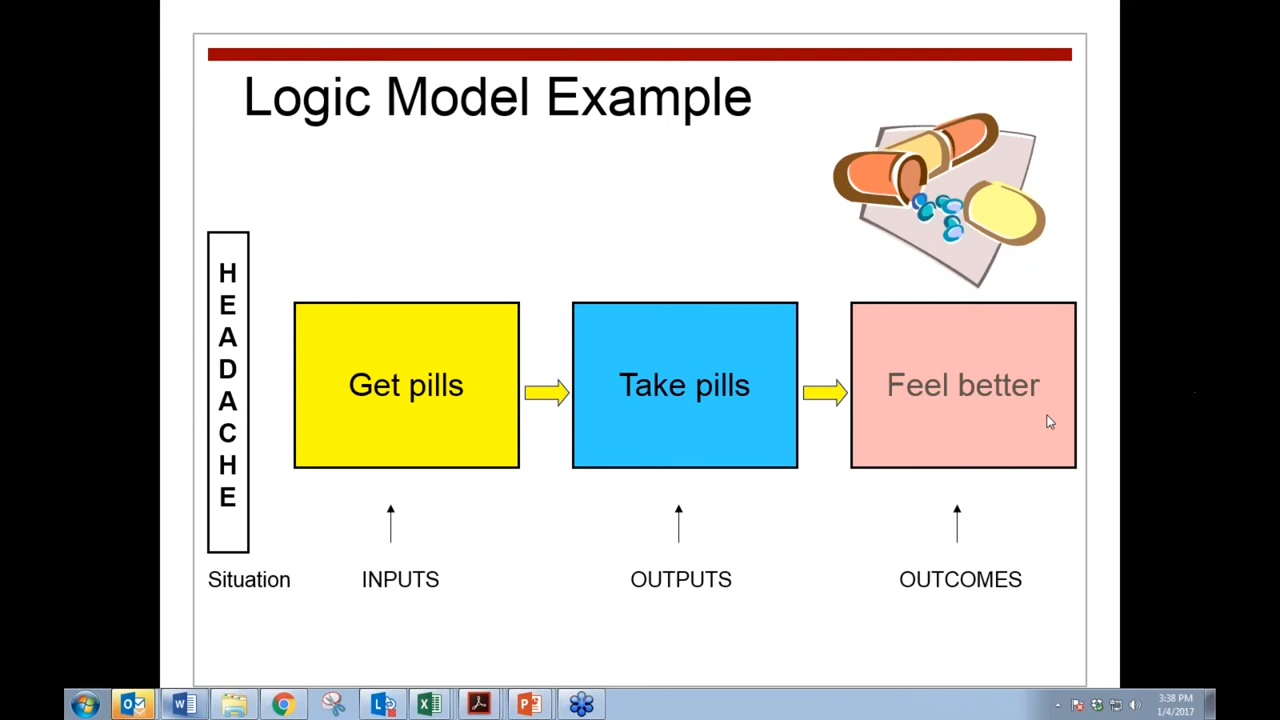 Logic Model Example
H
E
A
D
A
C
H
E
Get pills
Take pills
Feel better
Situation
INPUTS
OUTPUTS
OUTCOMES
3:38 PM
1/4/2017